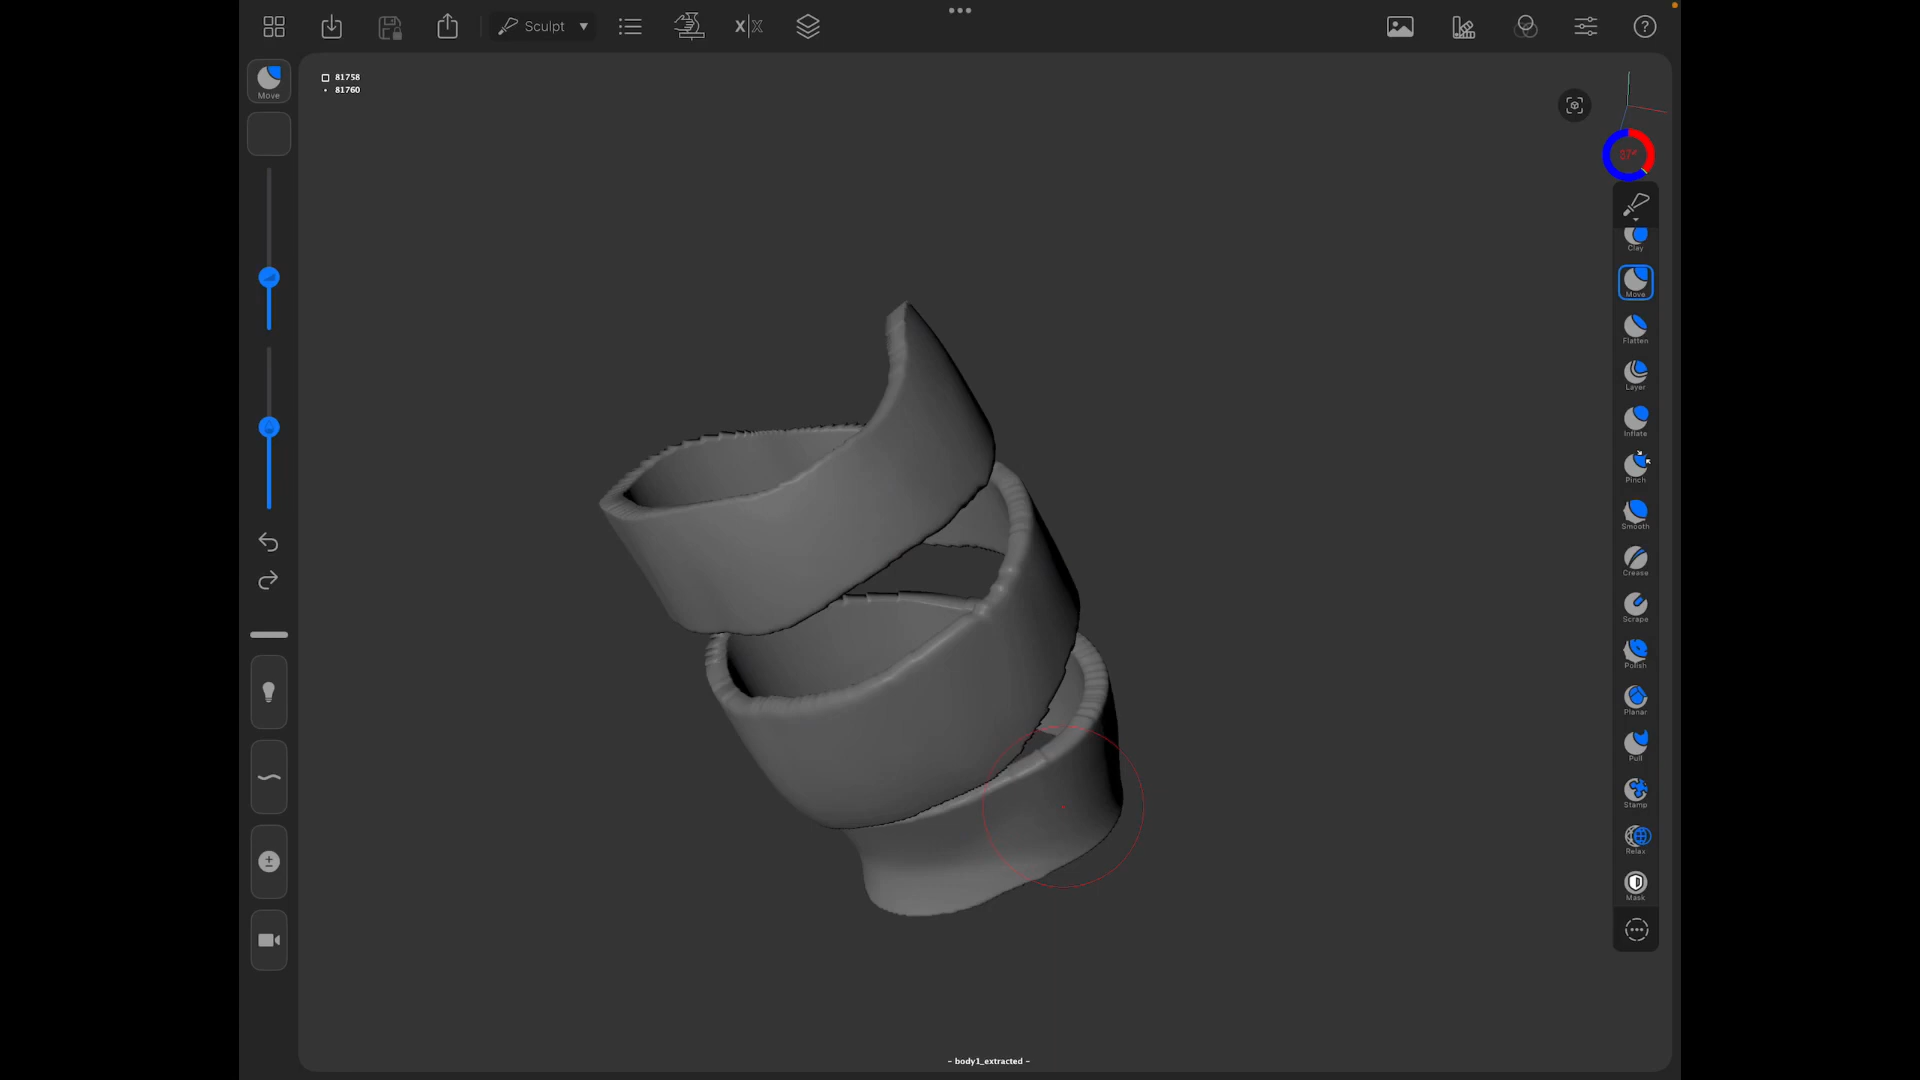 Sculpt
X|X
Move
81758
81760
87°
Clay
Move
Flatten
Layer
Inflate
Pinch
Smooth
Crease
Scrape
Polish
Planar
Pull
Stamp
Relax
Mask
- body1_extracted -